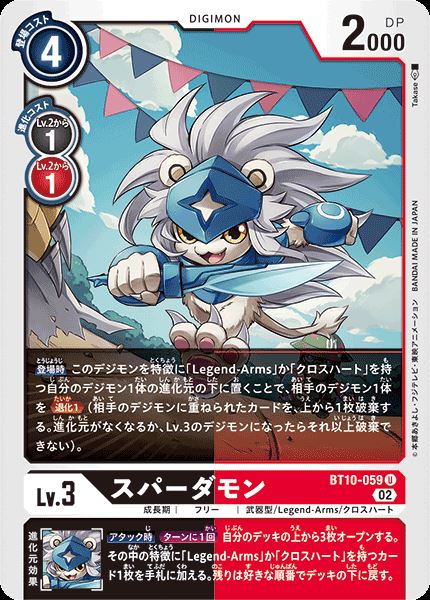 DIGIMON
登場コスト
4
DP
2000
進化コスト
Lv.2から
1
Lv.2から
1
Takase
©本郷あきよし・フジテレビ・東映アニメーション BANDAI MADE IN JAPAN
登場時 このデジモンを特徴に「Legend-Arms」か「クロスハート」を持
つ自分のデジモン1体の進化元の下に置くことで、相手のデジモン1体
を退化1(相手のデジモンに重ねられたカードを、上から1枚破棄す
る。進化元がなくなるか、Lv.3のデジモンになったらそれ以上破棄で
きない)。
BT10-059 U
Lv.3 スパーダモン
02
成長期 フリー 武器型/Legend-Arms/クロスハート
進化元効果
アタック時 ターンに1回 自分のデッキの上から3枚オープンする。
その中の特徴に「Legend-Arms」か「クロスハート」を持つカー
ド1枚を手札に加える。残りは好きな順番でデッキの下に戻す。